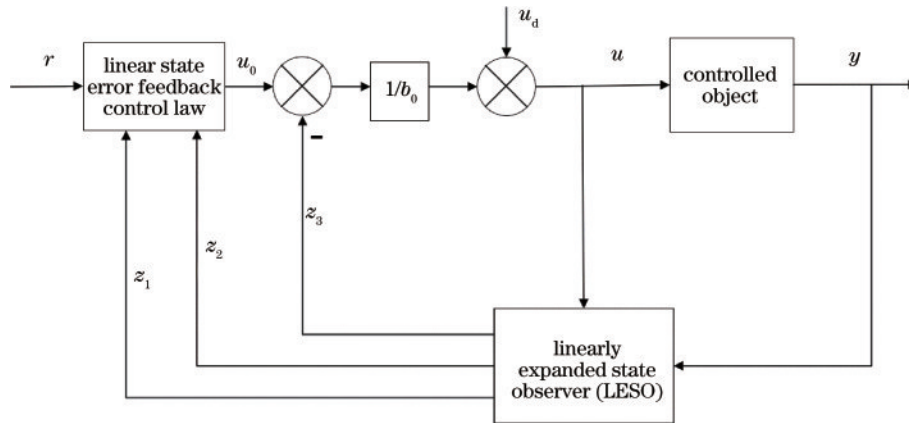 r
linear state
error feedback
control law
u₀
−
1/b₀
u_d
u
controlled
object
y
z₃
z₂
z₁
linearly
expanded state
observer (LESO)